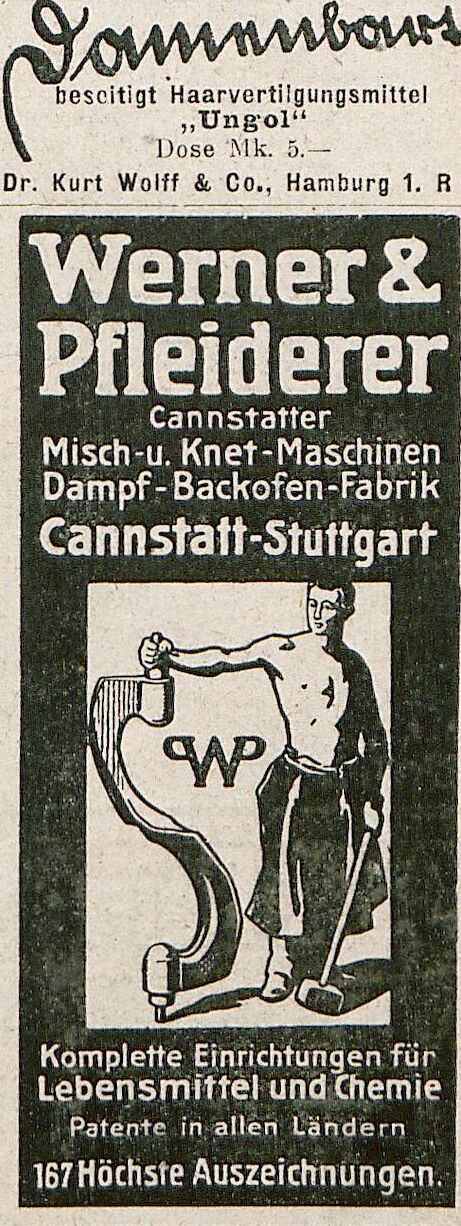 Damenbart
beseitigt Haarvertilgungsmittel
„Ungol“
Dose Mk. 5.—
Dr. Kurt Wolff & Co., Hamburg 1. R
Werner &
Pfleiderer
Cannstatter
Misch-u. Knet-Maschinen
Dampf-Backofen-Fabrik
Cannstatt-Stuttgart
PWP
Komplette Einrichtungen für
Lebensmittel und Chemie
Patente in allen Ländern
167 Höchste Auszeichnungen.